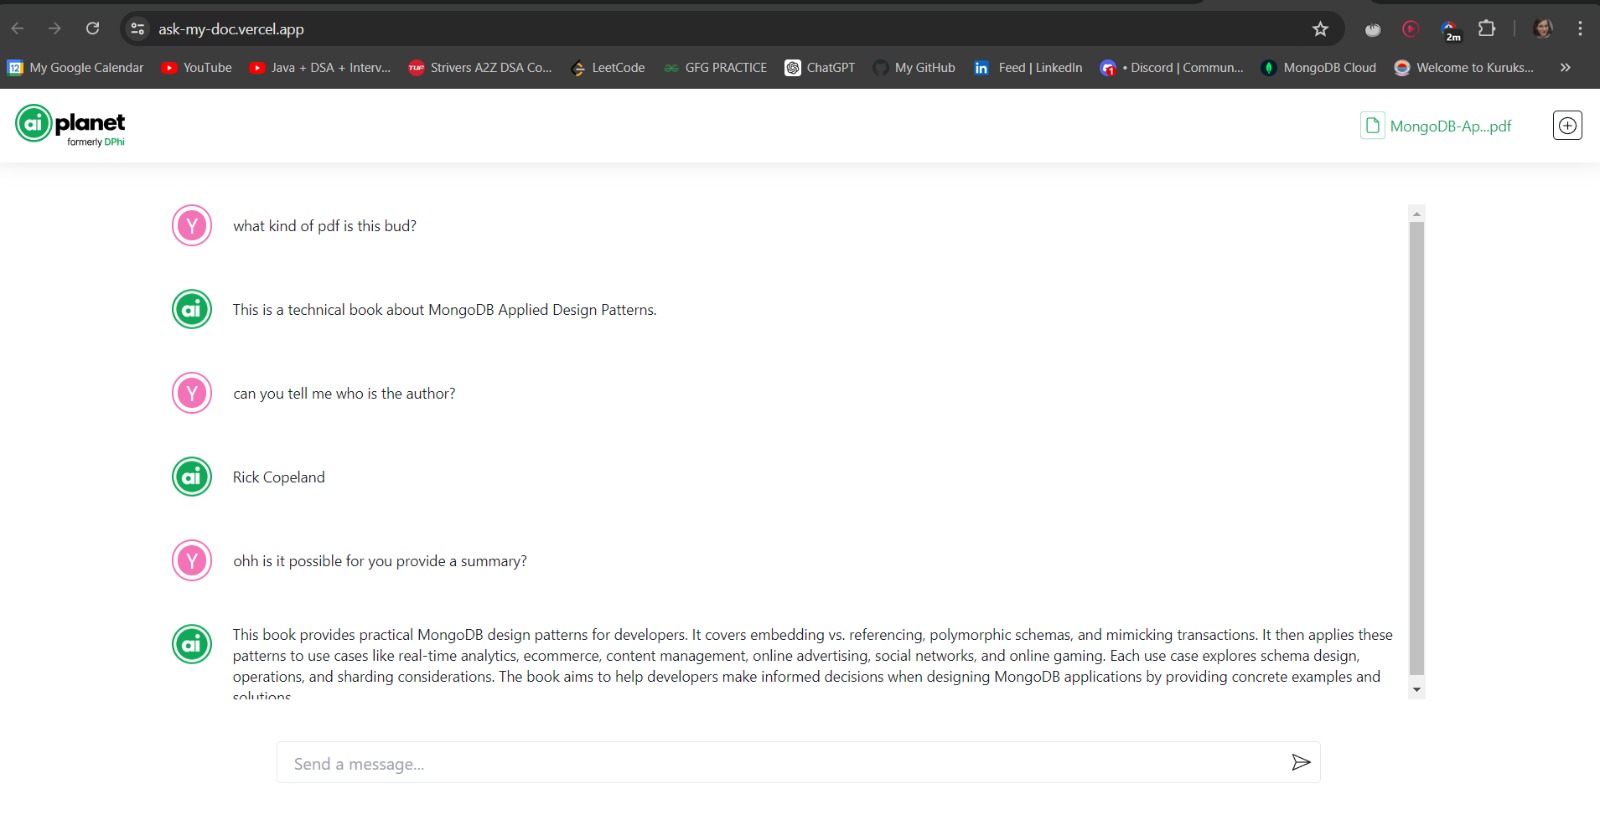 ask-my-doc.vercel.app
2m
12 My Google Calendar YouTube Java + DSA + Interv... TUF Strivers A2Z DSA Co... LeetCode GFG PRACTICE ChatGPT My GitHub in Feed | LinkedIn 1 • Discord | Commun... MongoDB Cloud Welcome to Kuruks... »
ai planet
formerly DPhi
MongoDB-Ap...pdf
Y what kind of pdf is this bud?
ai This is a technical book about MongoDB Applied Design Patterns.
Y can you tell me who is the author?
ai Rick Copeland
Y ohh is it possible for you provide a summary?
ai This book provides practical MongoDB design patterns for developers. It covers embedding vs. referencing, polymorphic schemas, and mimicking transactions. It then applies these
patterns to use cases like real-time analytics, ecommerce, content management, online advertising, social networks, and online gaming. Each use case explores schema design,
operations, and sharding considerations. The book aims to help developers make informed decisions when designing MongoDB applications by providing concrete examples and
solutions
Send a message...